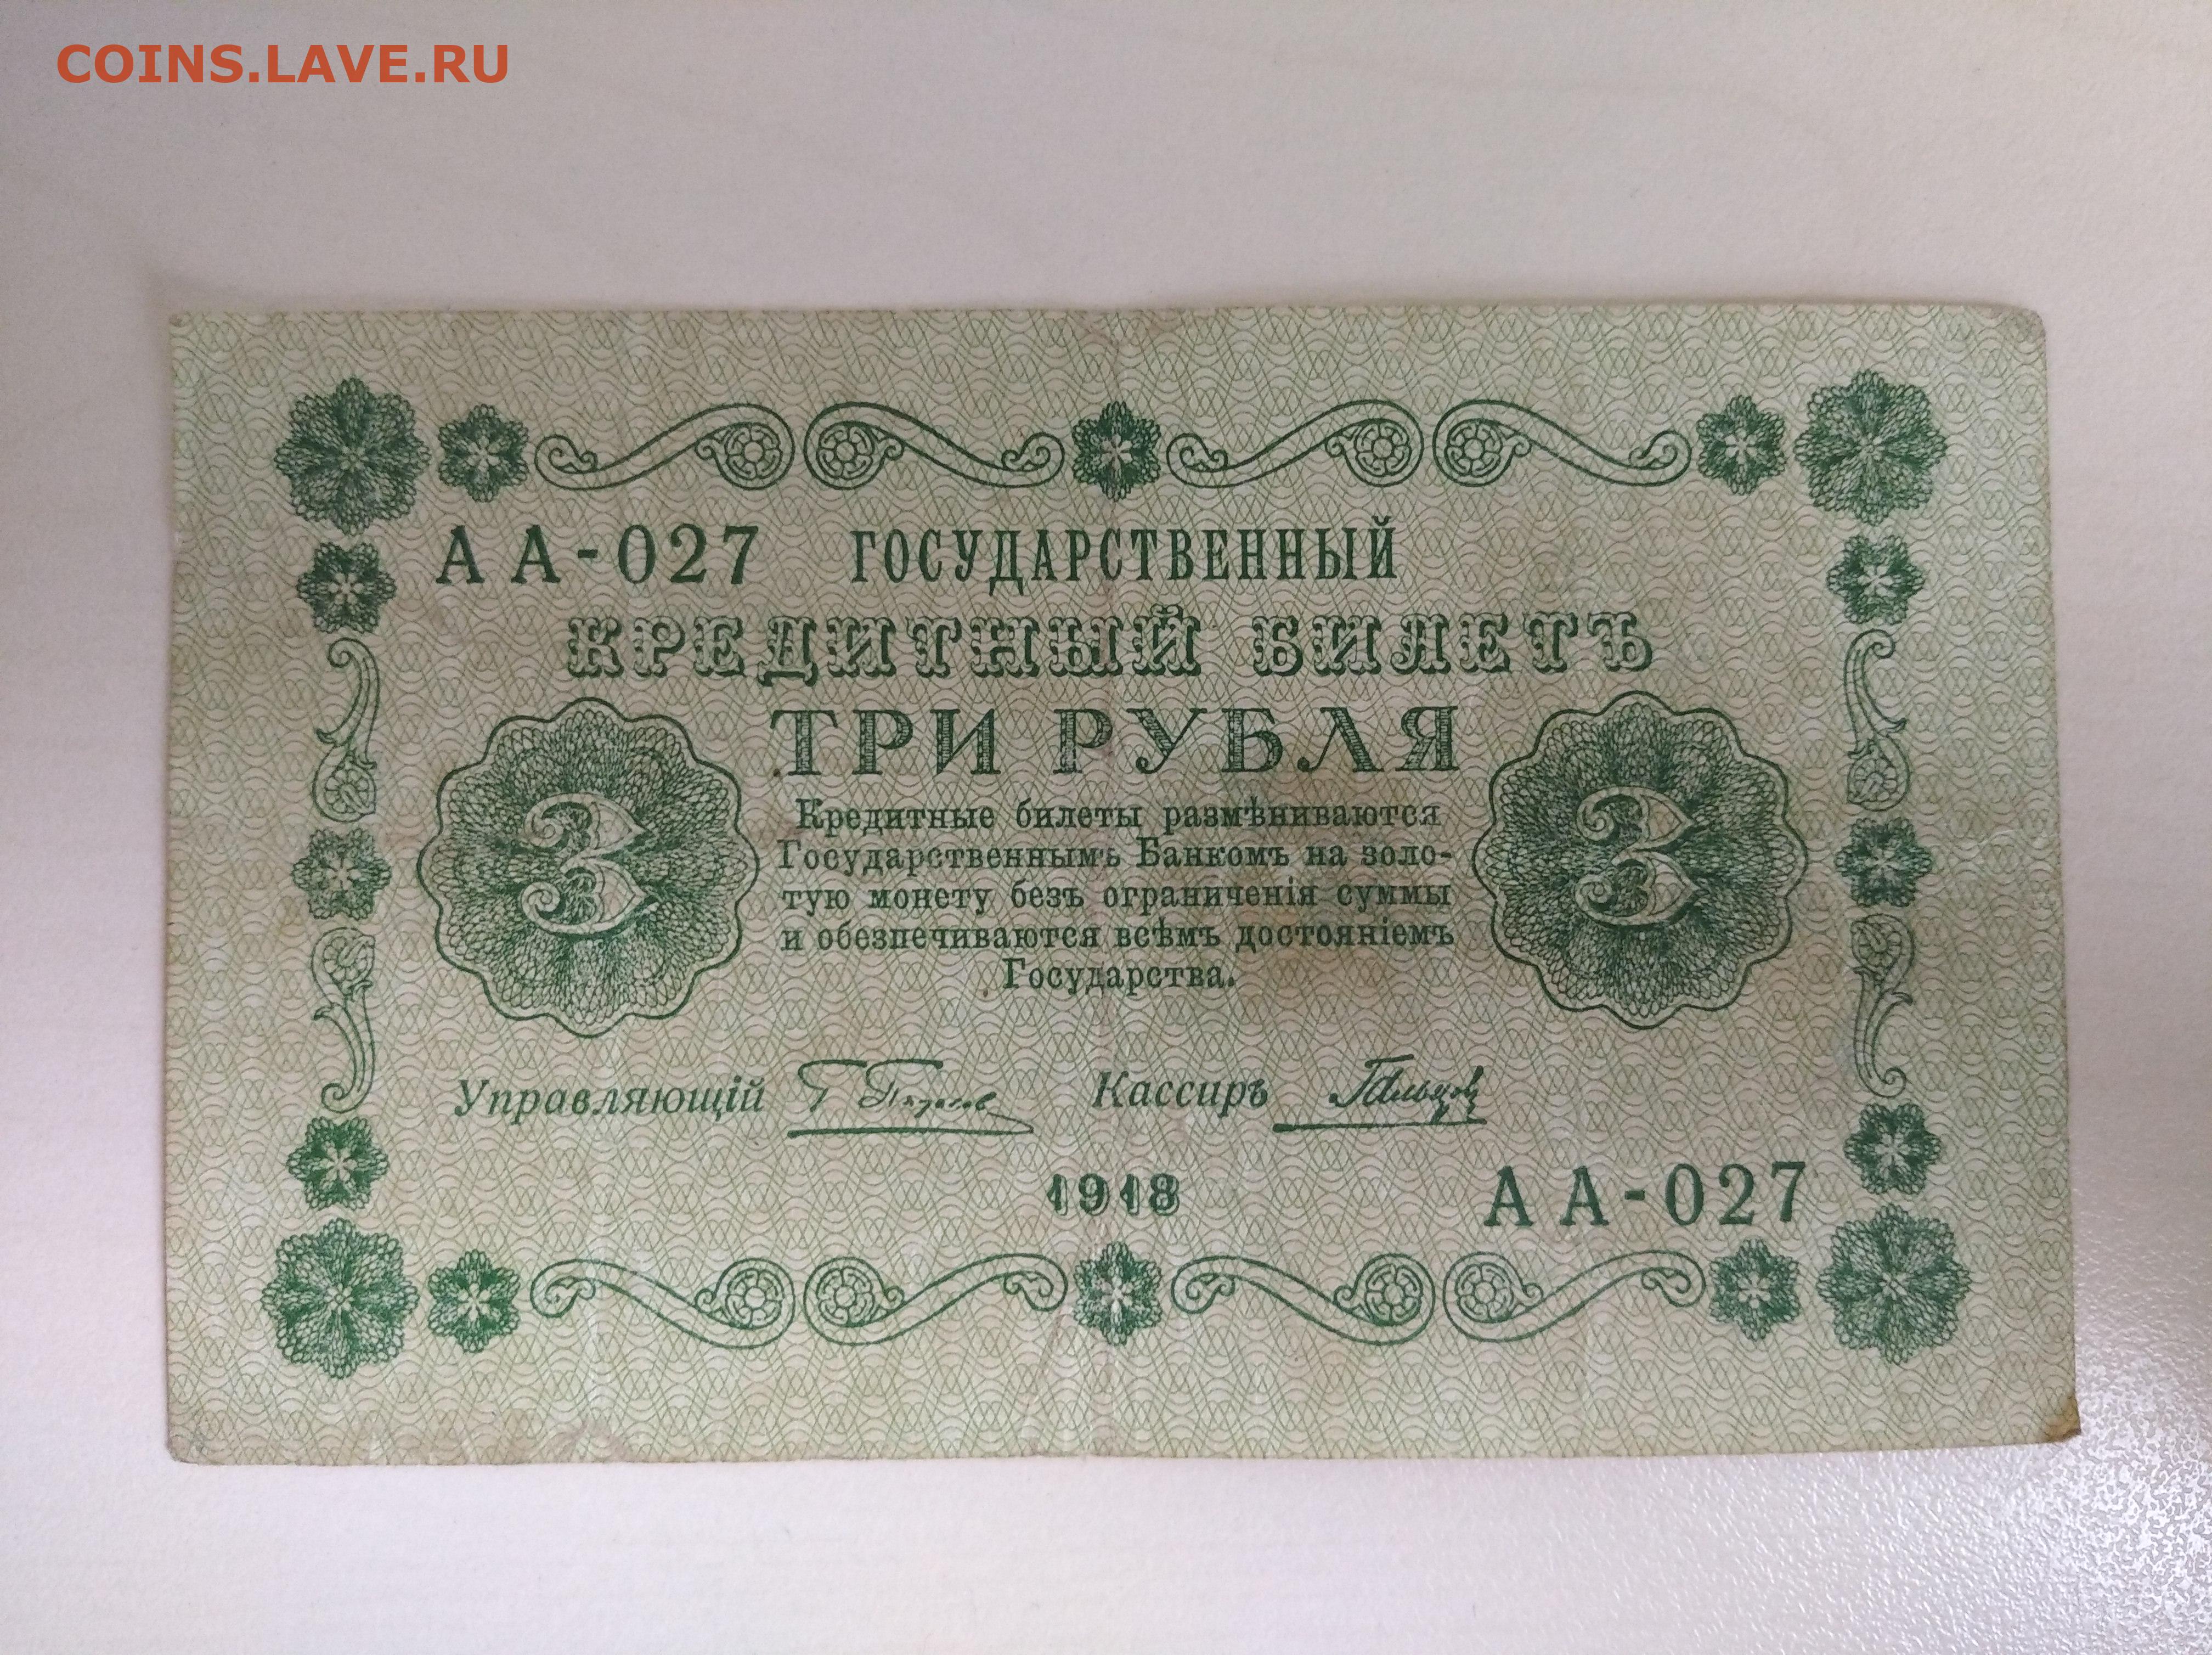 COINS.LAVE.RU
АА-027 ГОСУДАРСТВЕННЫЙ
КРЕДИТНЫЙ БИЛЕТЪ
ТРИ РУБЛЯ
3 3
Кредитные билеты размѣниваются
Государственнымъ Банкомъ на золо-
тую монету безъ ограниченія суммы
и обезпечиваются всѣмъ достояніемъ
Государства.
Управляющій Кассиръ
1918
АА-027